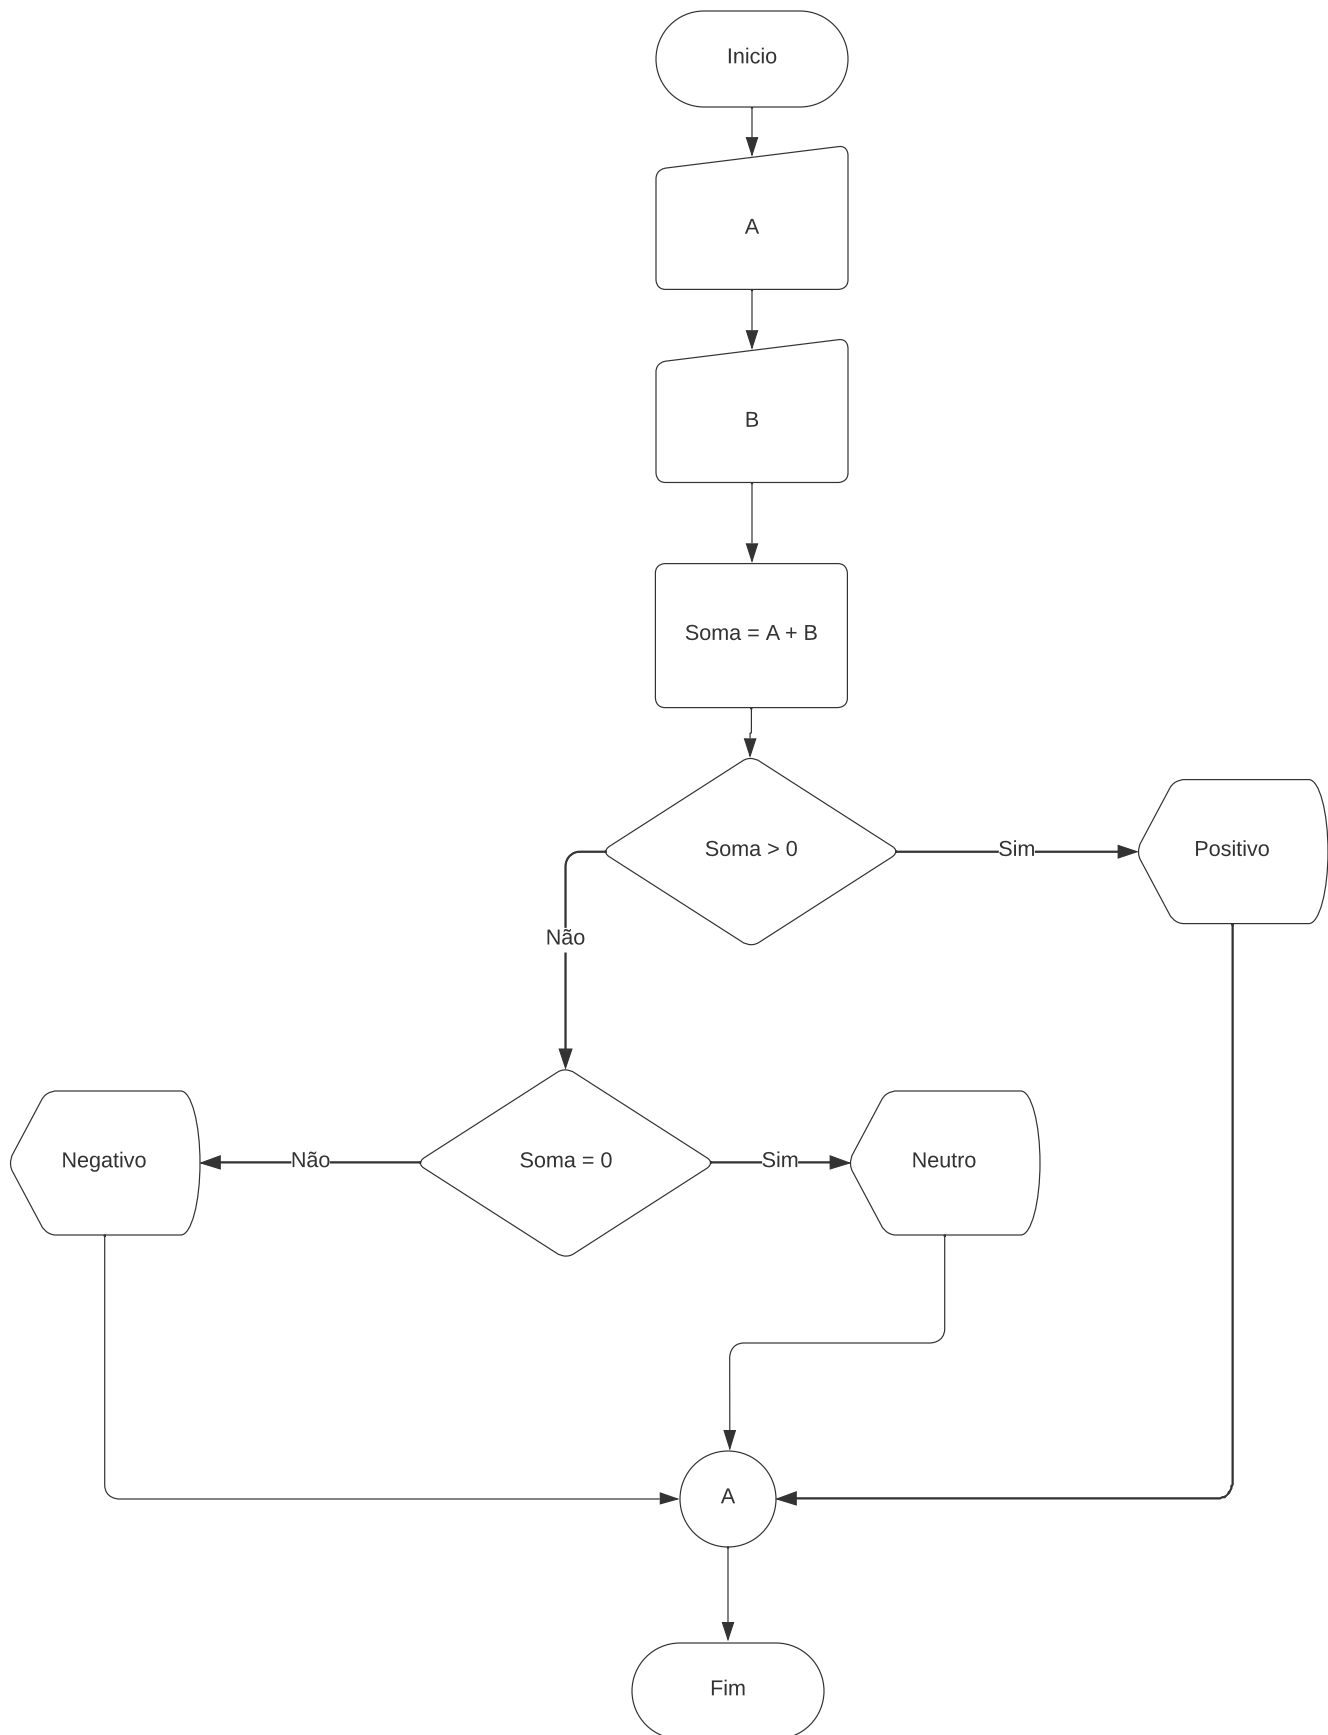 Inicio
A
B
Soma = A + B
Soma > 0
Sim
Positivo
Não
Negativo
Não
Soma = 0
Sim
Neutro
A
Fim